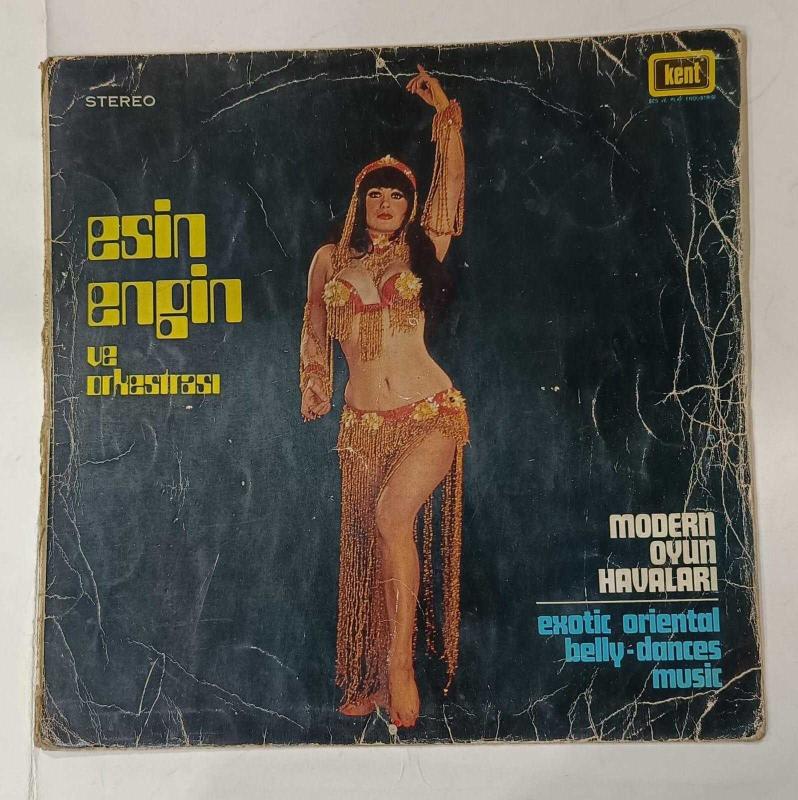 STEREO
kent
esin
engin
ve
orkestrası
MODERN
OYUN
HAVALARI
exotic oriental
belly-dances
music